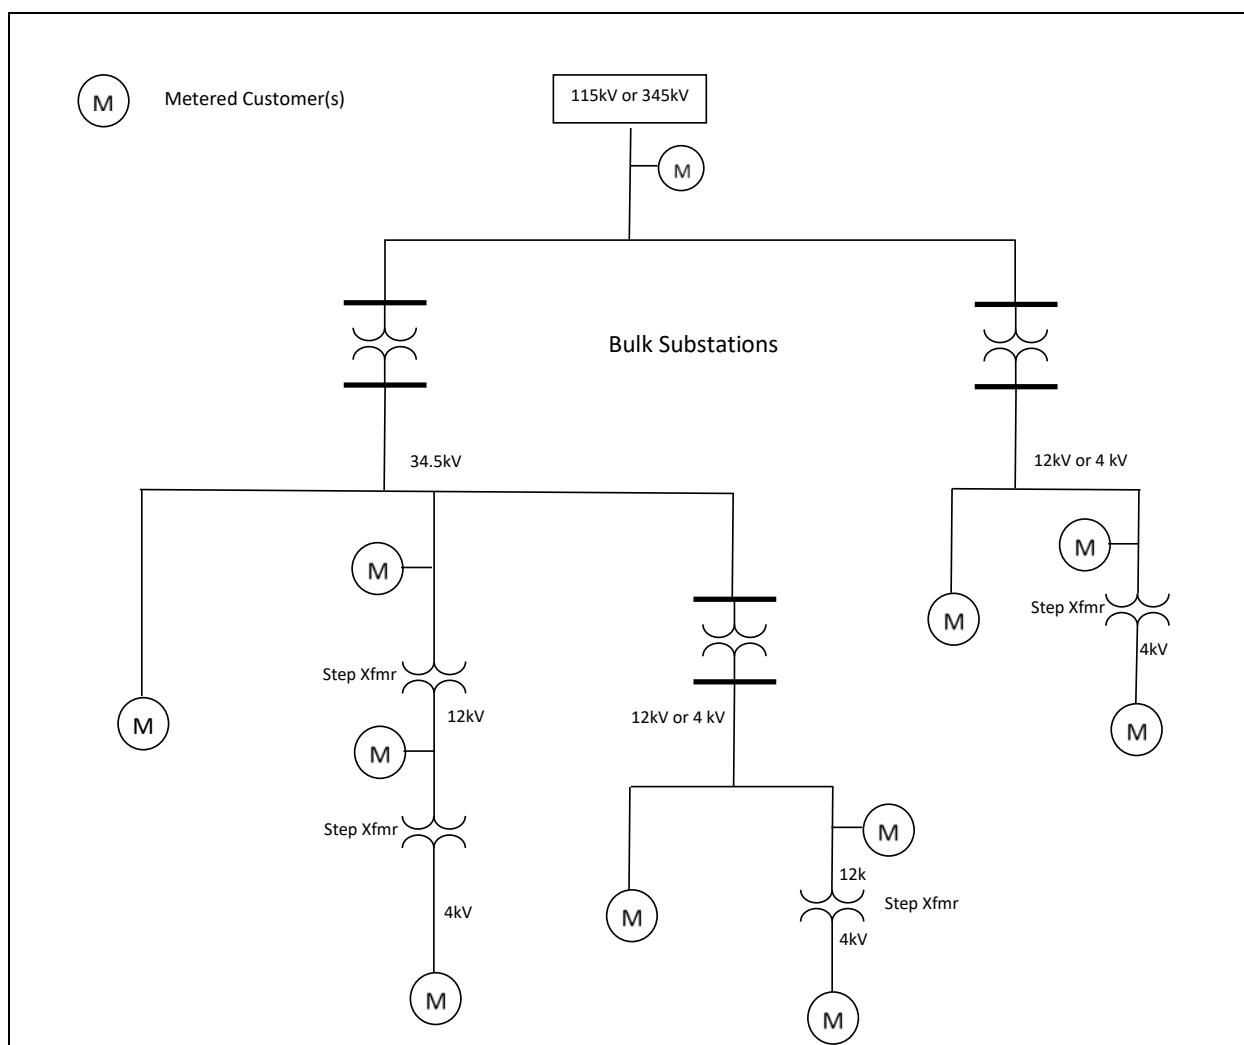 M
Metered Customer(s)
115kV or 345kV
M
Bulk Substations
34.5kV
12kV or 4 kV
M
M
M
Step Xfmr
4kV
Step Xfmr
M
12kV
12kV or 4 kV
M
M
Step Xfmr
M
12k
Step Xfmr
4kV
M
4kV
M
M